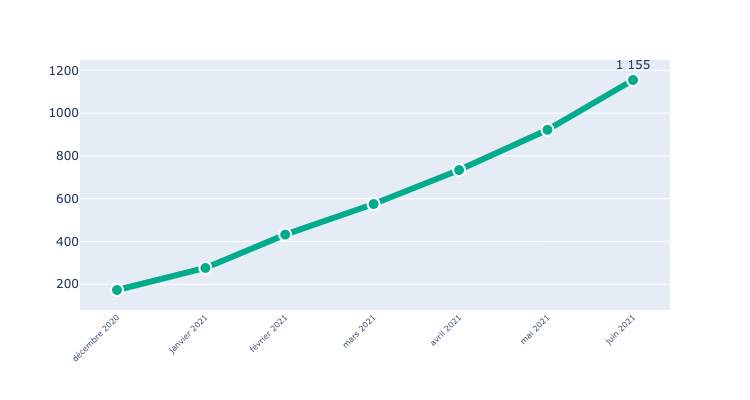 1 155
1200
1000
800
600
400
200
décembre 2020
janvier 2021
février 2021
mars 2021
avril 2021
mai 2021
juin 2021